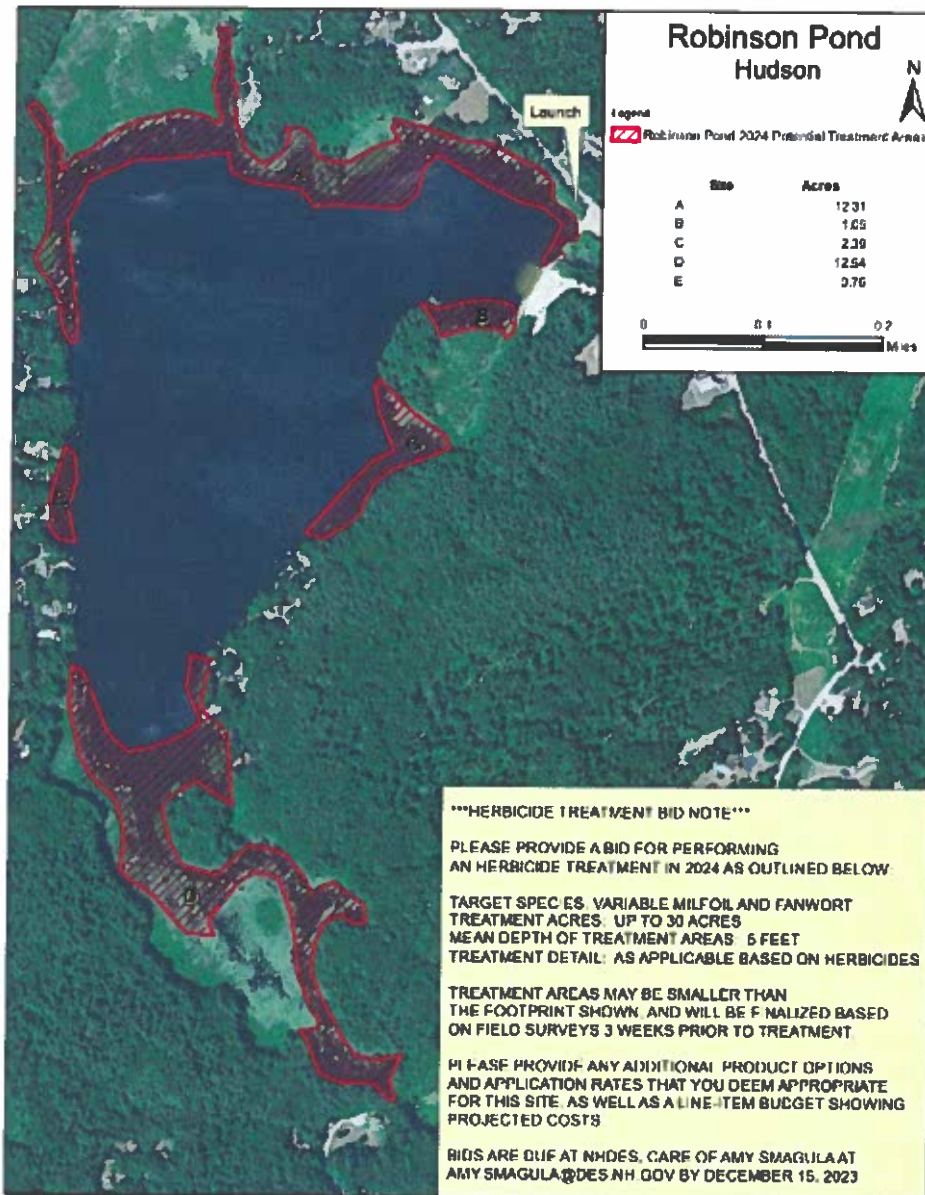 Robinson Pond
Hudson
N
Launch
Legend
Robinson Pond 2024 Potential Treatment Areas
Acres
A 12.31
B 1.05
C 2.39
D 12.54
E
0 0.1 0.2
Miles
A
B
C
D
***HERBICIDE TREATMENT BID NOTE***
PLEASE PROVIDE A BID FOR PERFORMING
AN HERBICIDE TREATMENT IN 2024 AS OUTLINED BELOW
TARGET SPECIES: VARIABLE MILFOIL AND FANWORT
TREATMENT ACRES: UP TO 30 ACRES
MEAN DEPTH OF TREATMENT AREAS: FEET
TREATMENT DETAIL: AS APPLICABLE BASED ON HERBICIDES
TREATMENT AREAS MAY BE SMALLER THAN
THE FOOTPRINT SHOWN, AND WILL BE FINALIZED BASED
ON FIELD SURVEYS 3 WEEKS PRIOR TO TREATMENT
PLEASE PROVIDE ANY ADDITIONAL PRODUCT OPTIONS
AND APPLICATION RATES THAT YOU DEEM APPROPRIATE
FOR THIS SITE, AS WELL AS A LINE-ITEM BUDGET SHOWING
PROJECTED COSTS
BIDS ARE DUE AT NHDES, CARE OF AMY SMAGULA AT
AMY.SMAGULA@DES.NH.GOV BY DECEMBER 15, 2023